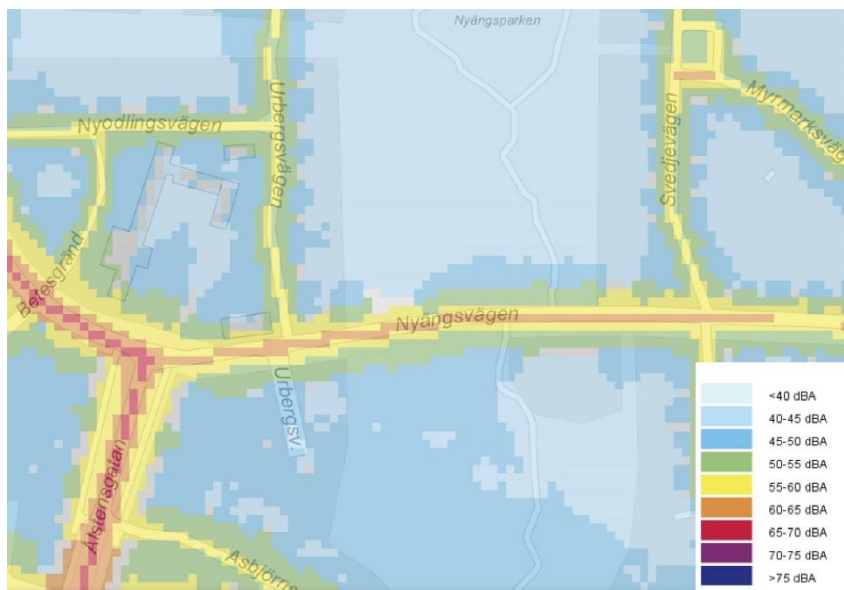 Nyängsparken
Nyodlingsvägen
Urbergsvägen
Svedjevägen
Myrmarksväg
Betesgränd
Nyängsvägen
Urbergsv.
Ålstensgatan
Asbjörns
<40 dBA
40-45 dBA
45-50 dBA
50-55 dBA
55-60 dBA
60-65 dBA
65-70 dBA
70-75 dBA
>75 dBA